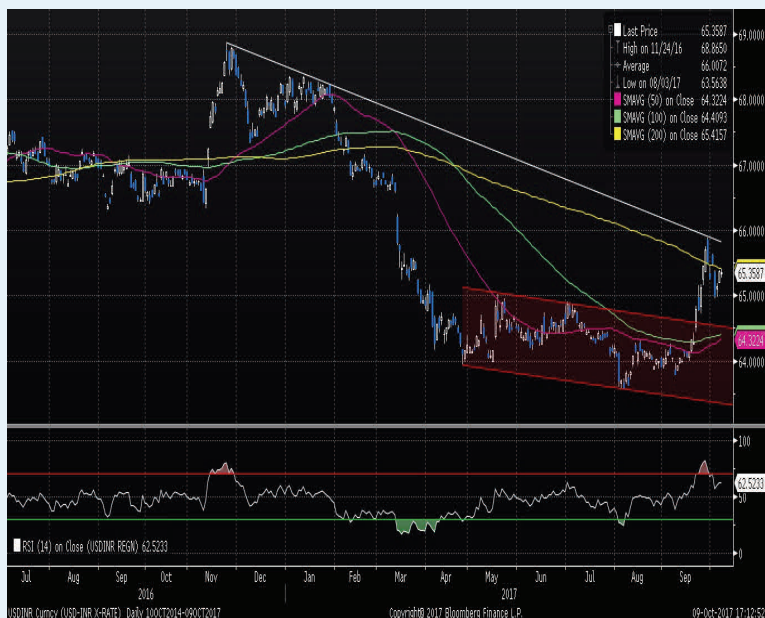 Last Price 65.3587
High on 11/24/16 68.8650
Average 66.0072
Low on 08/03/17 63.5638
SMAVG (50) on Close 64.3224
SMAVG (100) on Close 64.4093
SMAVG (200) on Close 65.4157
69.0000
68.0000
67.0000
66.0000
65.3587
65.0000
64.3224
64.0000
100
62.5233
50
0
RSI (14) on Close (USDINR REGN) 62.5233
Jul Aug Sep Oct Nov Dec Jan Feb Mar Apr May Jun Jul Aug Sep
2016 2017
USDINR Curncy (USD-INR X-RATE) Daily 10OCT2014-09OCT2017 Copyright© 2017 Bloomberg Finance L.P. 09-Oct-2017 17:12:52